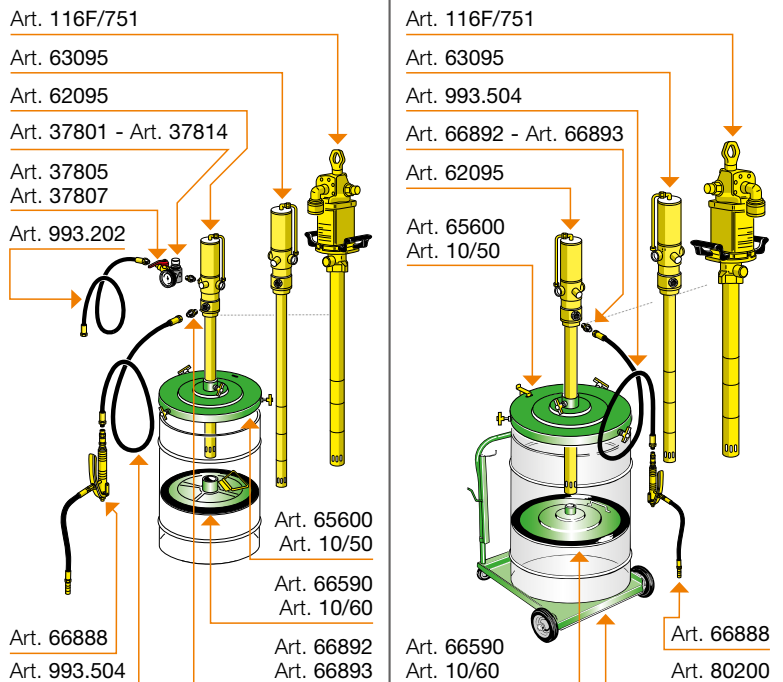 Art. 116F/751
Art. 63095
Art. 62095
Art. 37801 - Art. 37814
Art. 37805
Art. 37807
Art. 993.202
Art. 65600
Art. 10/50
Art. 66590
Art. 10/60
Art. 66888
Art. 993.504
Art. 66892
Art. 66893
Art. 116F/751
Art. 63095
Art. 993.504
Art. 66892 - Art. 66893
Art. 62095
Art. 65600
Art. 10/50
Art. 66590
Art. 10/60
Art. 66888
Art. 80200